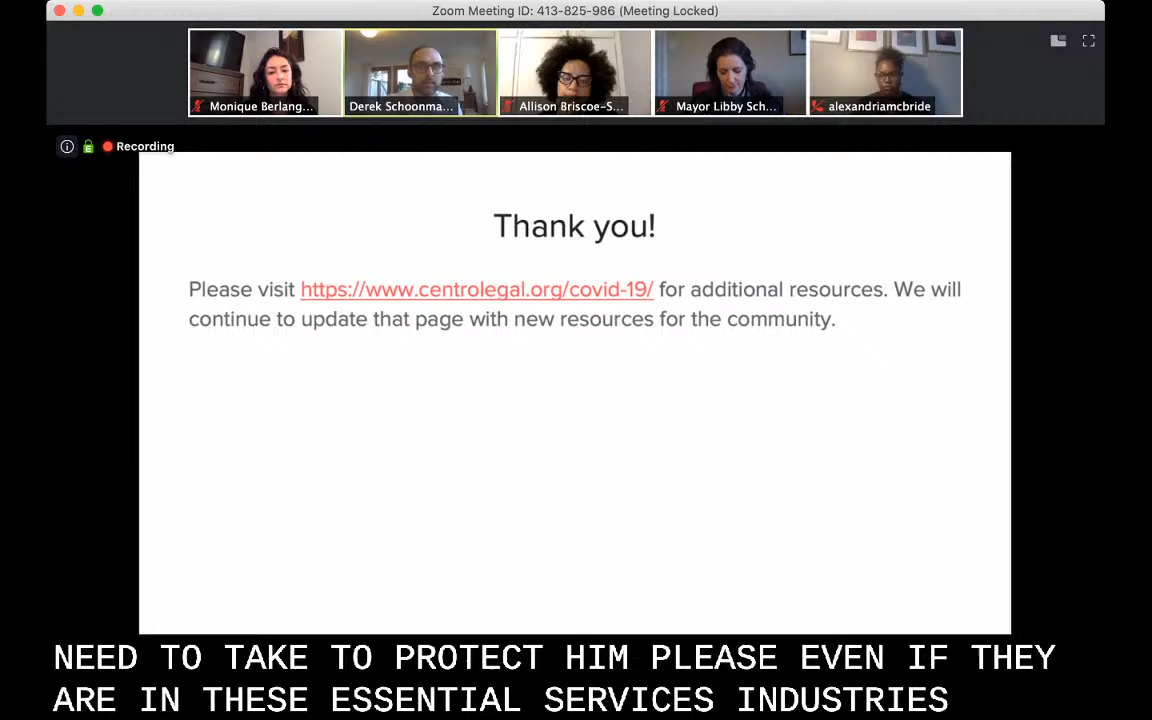 Zoom Meeting ID: 413-825-986 (Meeting Locked)
Monique Berlang... Derek Schoonma... Allison Briscoe-S... Mayor Libby Sch... alexandriamcbride
Recording
Thank you!
Please visit https://www.centrolegal.org/covid-19/ for additional resources. We will
continue to update that page with new resources for the community.
NEED TO TAKE TO PROTECT HIM PLEASE EVEN IF THEY
ARE IN THESE ESSENTIAL SERVICES INDUSTRIES